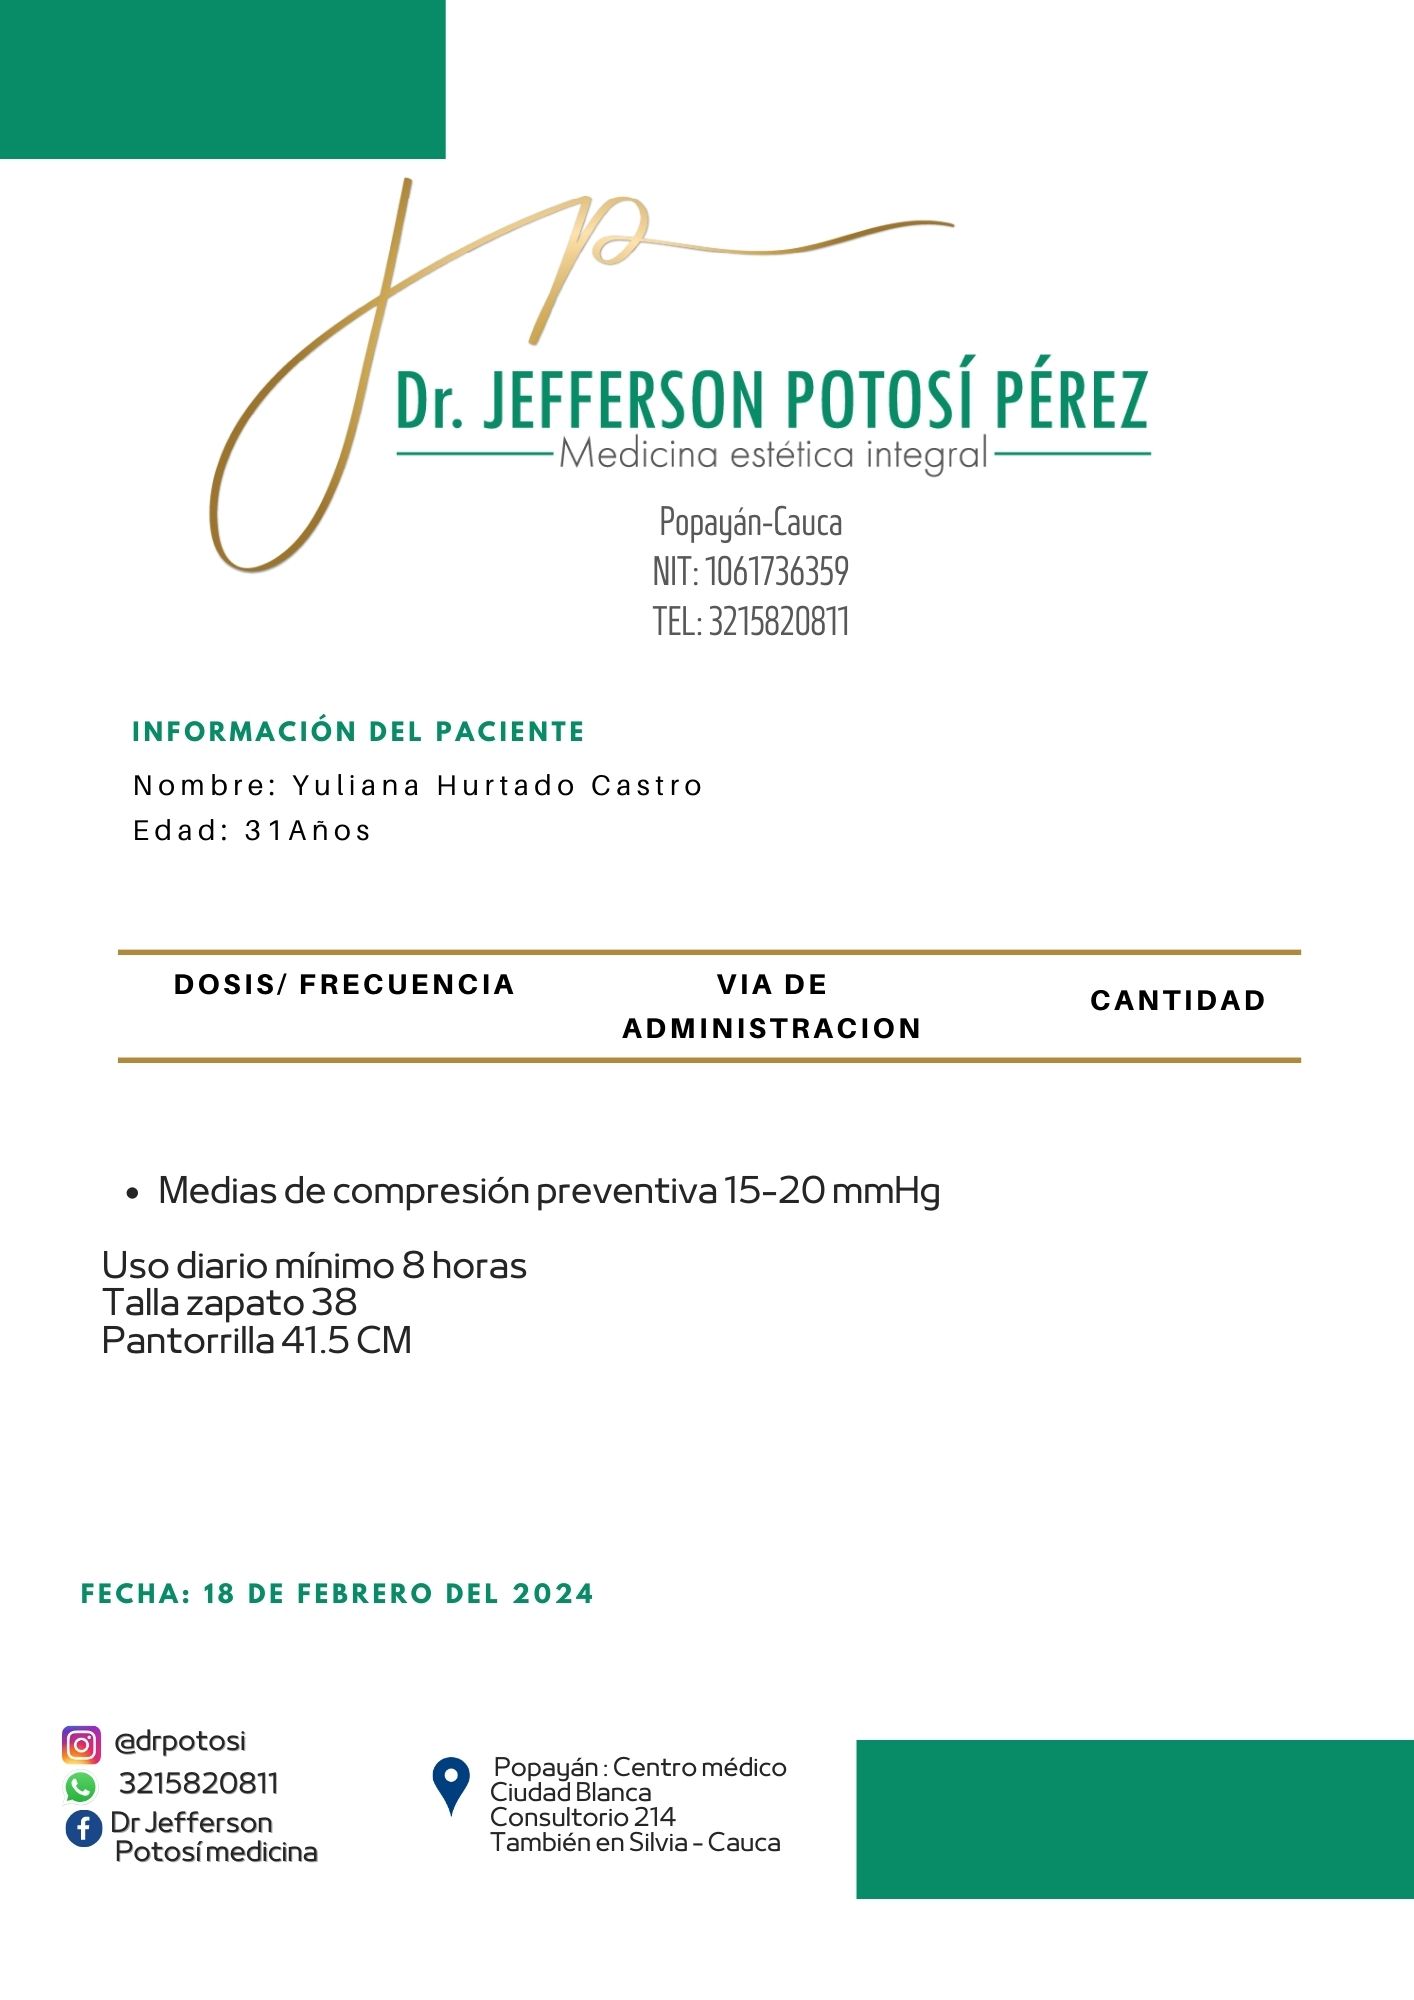 Jp
Dr. JEFFERSON POTOSÍ PÉREZ
Medicina estética integral
Popayán-Cauca
NIT: 1061736359
TEL: 3215820811
INFORMACIÓN DEL PACIENTE
Nombre: Yuliana Hurtado Castro
Edad: 31Años
DOSIS/ FRECUENCIA
VIA DE
ADMINISTRACION
CANTIDAD
• Medias de compresión preventiva 15-20 mmHg
Uso diario mínimo 8 horas
Talla zapato 38
Pantorrilla 41.5 CM
FECHA: 18 DE FEBRERO DEL 2024
@drpotosi
3215820811
Dr Jefferson
Potosí medicina
Popayán : Centro médico
Ciudad Blanca
Consultorio 214
También en Silvia - Cauca